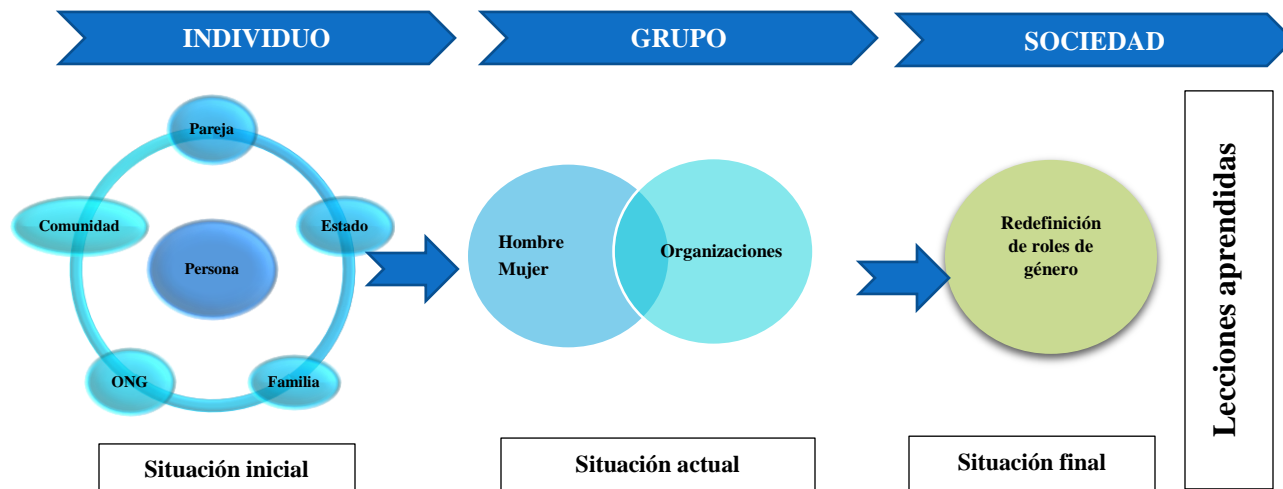 INDIVIDUO
GRUPO
SOCIEDAD
Pareja
Comunidad
Estado
Persona
ONG
Familia
Hombre
Mujer
Organizaciones
Redefinición
de roles de
género
Lecciones aprendidas
Situación inicial
Situación actual
Situación final